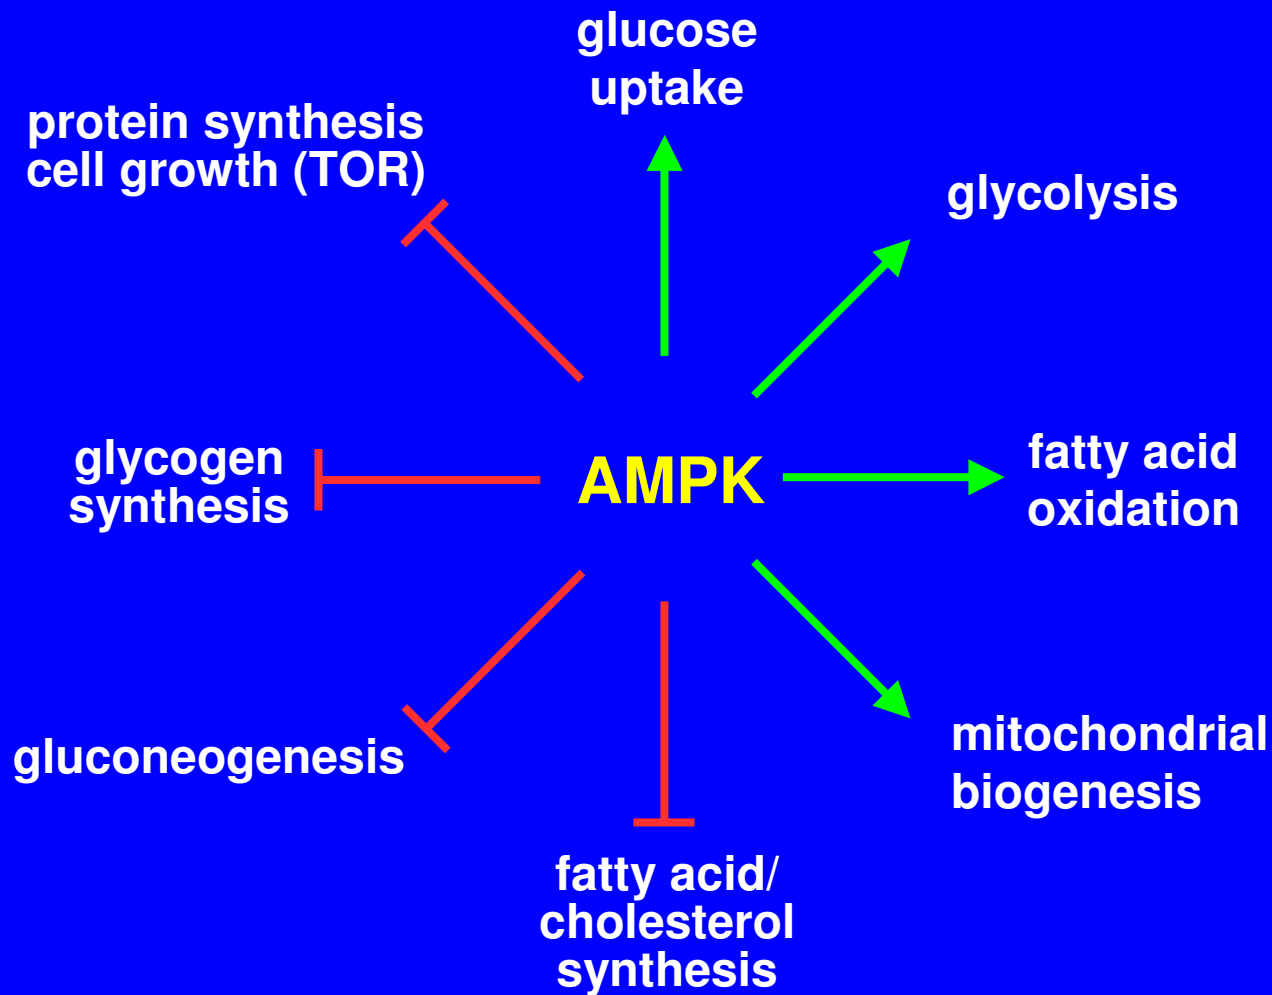 glucose
uptake
protein synthesis
cell growth (TOR)
glycolysis
glycogen
synthesis
AMPK
fatty acid
oxidation
gluconeogenesis
mitochondrial
biogenesis
fatty acid/
cholesterol
synthesis